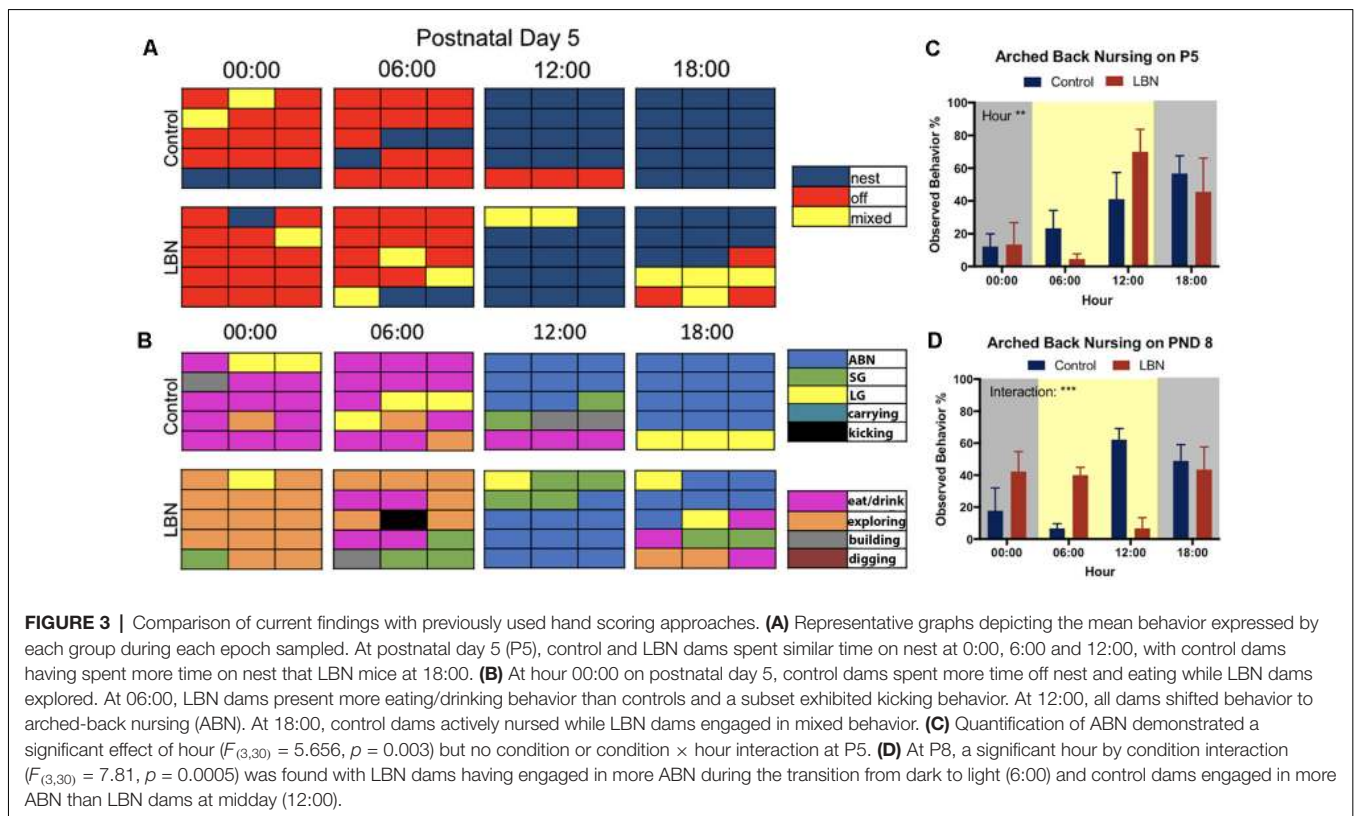 A
Postnatal Day 5
00:00 06:00 12:00 18:00
Control
LBN
nest
off
mixed
B
00:00 06:00 12:00 18:00
Control
LBN
ABN
SG
LG
carrying
kicking
eat/drink
exploring
building
digging
C
Arched Back Nursing on P5
Control LBN
Hour **
Observed Behavior %
100
80
60
40
20
0
00:00 06:00 12:00 18:00
Hour
D
Arched Back Nursing on PND 8
Control LBN
Interaction: ***
Observed Behavior %
100
80
60
40
20
0
00:00 06:00 12:00 18:00
Hour
FIGURE 3 | Comparison of current findings with previously used hand scoring approaches. (A) Representative graphs depicting the mean behavior expressed by
each group during each epoch sampled. At postnatal day 5 (P5), control and LBN dams spent similar time on nest at 0:00, 6:00 and 12:00, with control dams
having spent more time on nest that LBN mice at 18:00. (B) At hour 00:00 on postnatal day 5, control dams spent more time off nest and eating while LBN dams
explored. At 06:00, LBN dams present more eating/drinking behavior than controls and a subset exhibited kicking behavior. At 12:00, all dams shifted behavior to
arched-back nursing (ABN). At 18:00, control dams actively nursed while LBN dams engaged in mixed behavior. (C) Quantification of ABN demonstrated a
significant effect of hour (F(3,30) = 5.656, p = 0.003) but no condition or condition × hour interaction at P5. (D) At P8, a significant hour by condition interaction
(F(3,30) = 7.81, p = 0.0005) was found with LBN dams having engaged in more ABN during the transition from dark to light (6:00) and control dams engaged in more
ABN than LBN dams at midday (12:00).